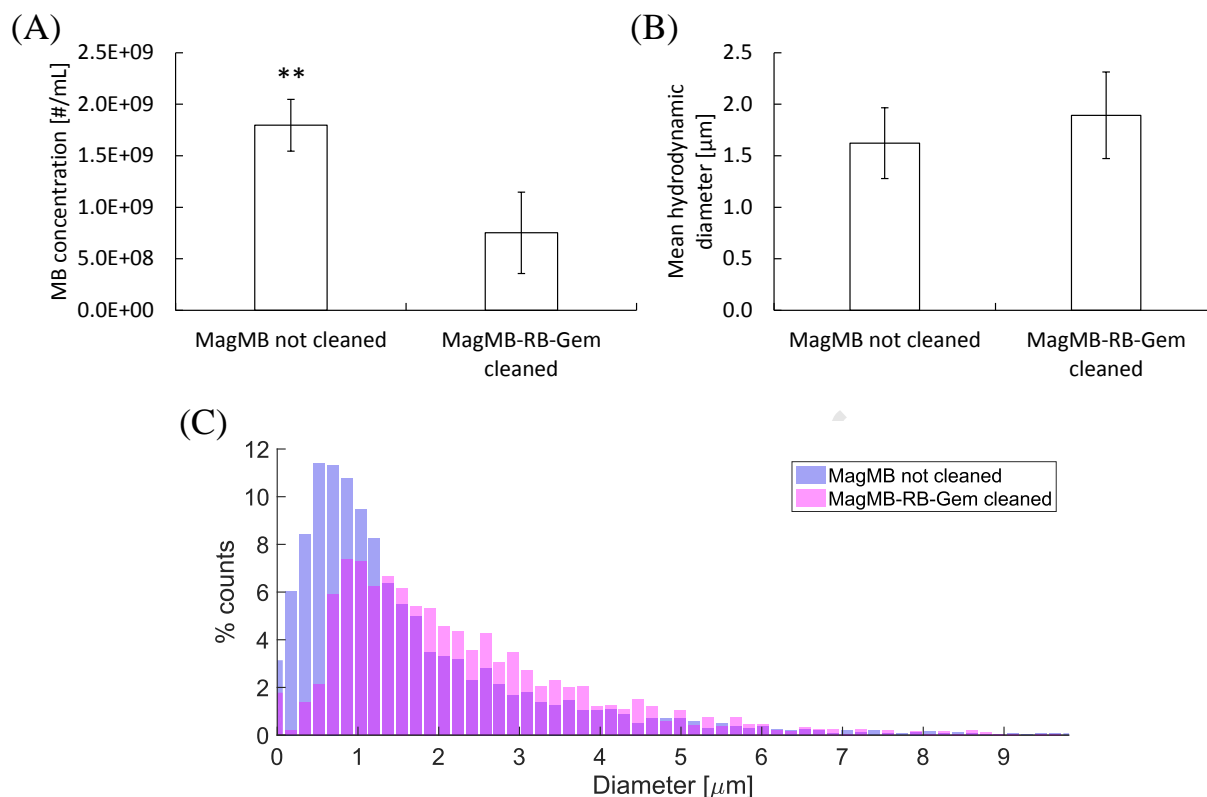 (A)
MB concentration [#/mL]
2.5E+09
2.0E+09
1.5E+09
1.0E+09
5.0E+08
0.0E+00
**
MagMB not cleaned
MagMB-RB-Gem
cleaned
(B)
Mean hydrodynamic
diameter [μm]
2.5
2.0
1.5
1.0
0.5
0.0
MagMB not cleaned
MagMB-RB-Gem
cleaned
(C)
% counts
12
10
8
6
4
2
0
MagMB not cleaned
MagMB-RB-Gem cleaned
0 1 2 3 4 5 6 7 8 9
Diameter [μm]